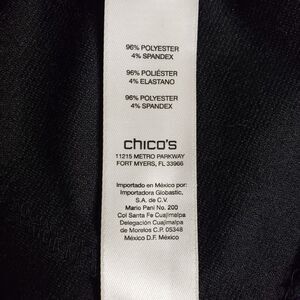 96% POLYESTER
4% SPANDEX
96% POLIÉSTER
4% ELASTANO
96% POLYESTER
4% SPANDEX
chico's
11215 METRO PARKWAY
FORT MYERS, FL 33966
Importado en México por:
Importadora Globastic,
S.A. de C.V.
Mario Pani No. 200
Col Santa Fe Cuajimalpa
Delegación Cuajimalpa
de Morelos C.P. 05348
México D.F. México